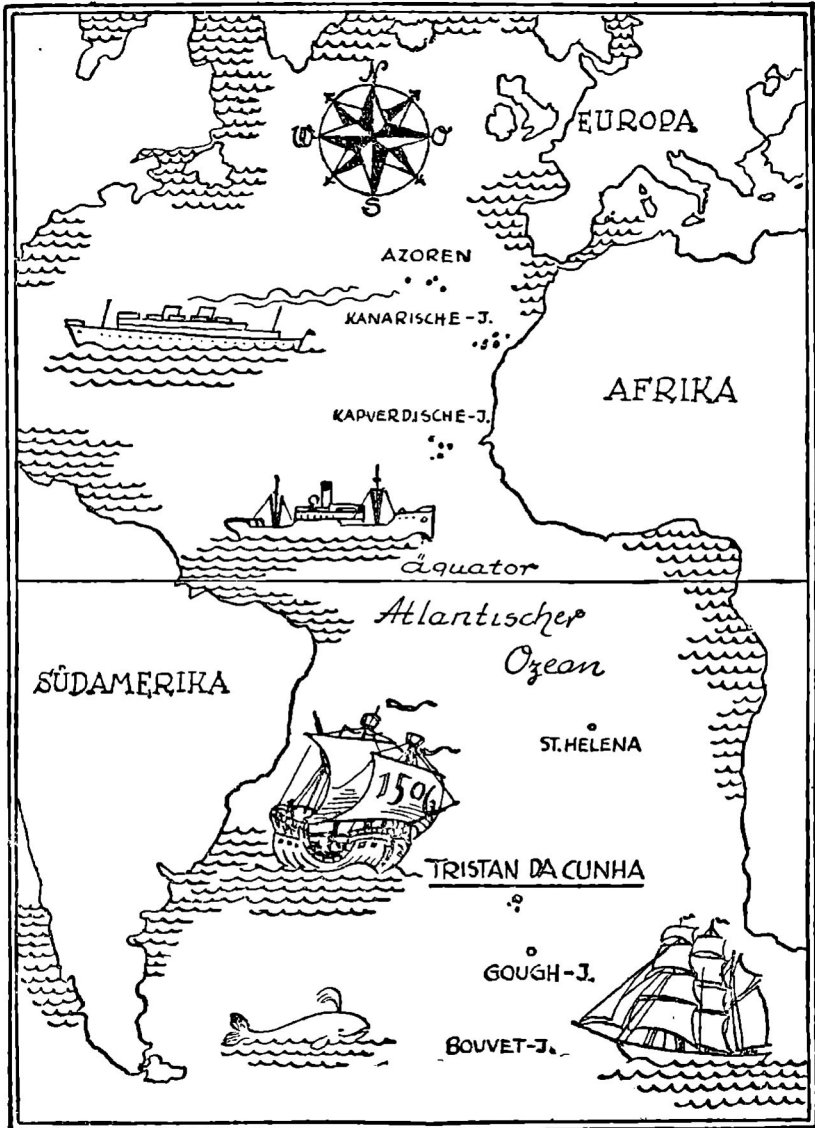 N
W
O
S
EUROPA
AZOREN
KANARISCHE-J.
AFRIKA
KAPVERDISCHE-J.
Äquator
Atlantischer
Ozean
SÜDAMERIKA
ST. HELENA
1506
TRISTAN DA CUNHA
GOUGH-J.
BOUVET-J.